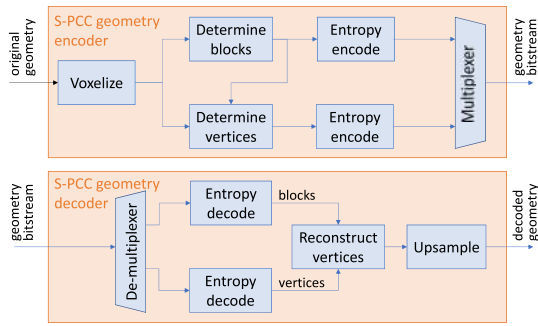 S-PCC geometry
encoder
original
geometry
Voxelize
Determine
blocks
Entropy
encode
Determine
vertices
Entropy
encode
Multiplexer
geometry
bitstream
S-PCC geometry
decoder
geometry
bitstream
De-multiplexer
Entropy
decode
blocks
Entropy
decode
vertices
Reconstruct
vertices
Upsample
decoded
geometry